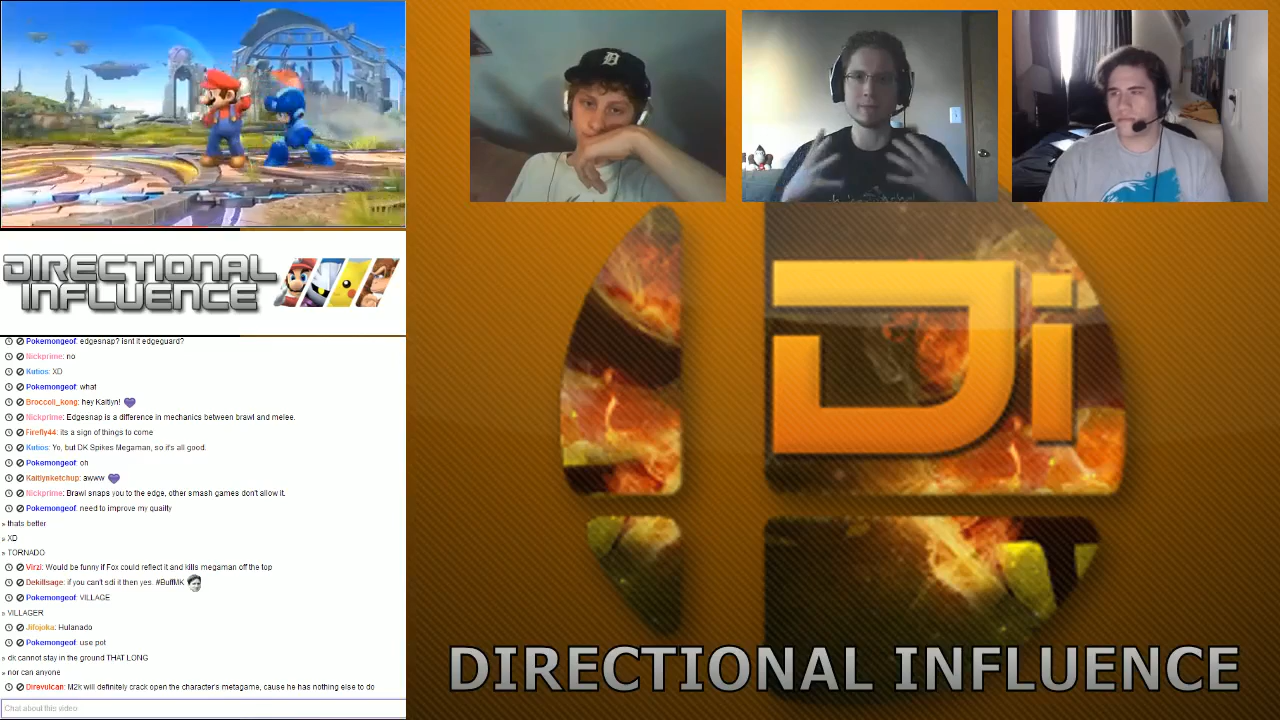 D
DIRECTIONAL
INFLUENCE
Pokemongeof: edgesnap? isnt it edgeguard?
Nickprime: no
Kutios: XD
Pokemongeof: what
Broccoli_kong: hey Kaitlyn!
Nickprime: Edgesnap is a difference in mechanics between brawl and melee.
Firefly44: its a sign of things to come
Kutios: Yo, but DK Spikes Megaman, so it's all good.
Pokemongeof: oh
Kaitlynketchup: awww
Nickprime: Brawl snaps you to the edge, other smash games don't allow it.
Pokemongeof: need to improve my quailty
» thats better
» XD
» TORNADO
Virzi: Would be funny if Fox could reflect it and kills megaman off the top
Dekillsage: if you can't sdi it then yes. #BuffMK
Pokemongeof: VILLAGE
» VILLAGER
Jifojoka: Hulanado
Pokemongeof: use pot
» dk cannot stay in the ground THAT LONG
» nor can anyone
Direvulcan: M2k will definitely crack open the character's metagame, cause he has nothing else to do
Chat about this video
Di
DIRECTIONAL INFLUENCE